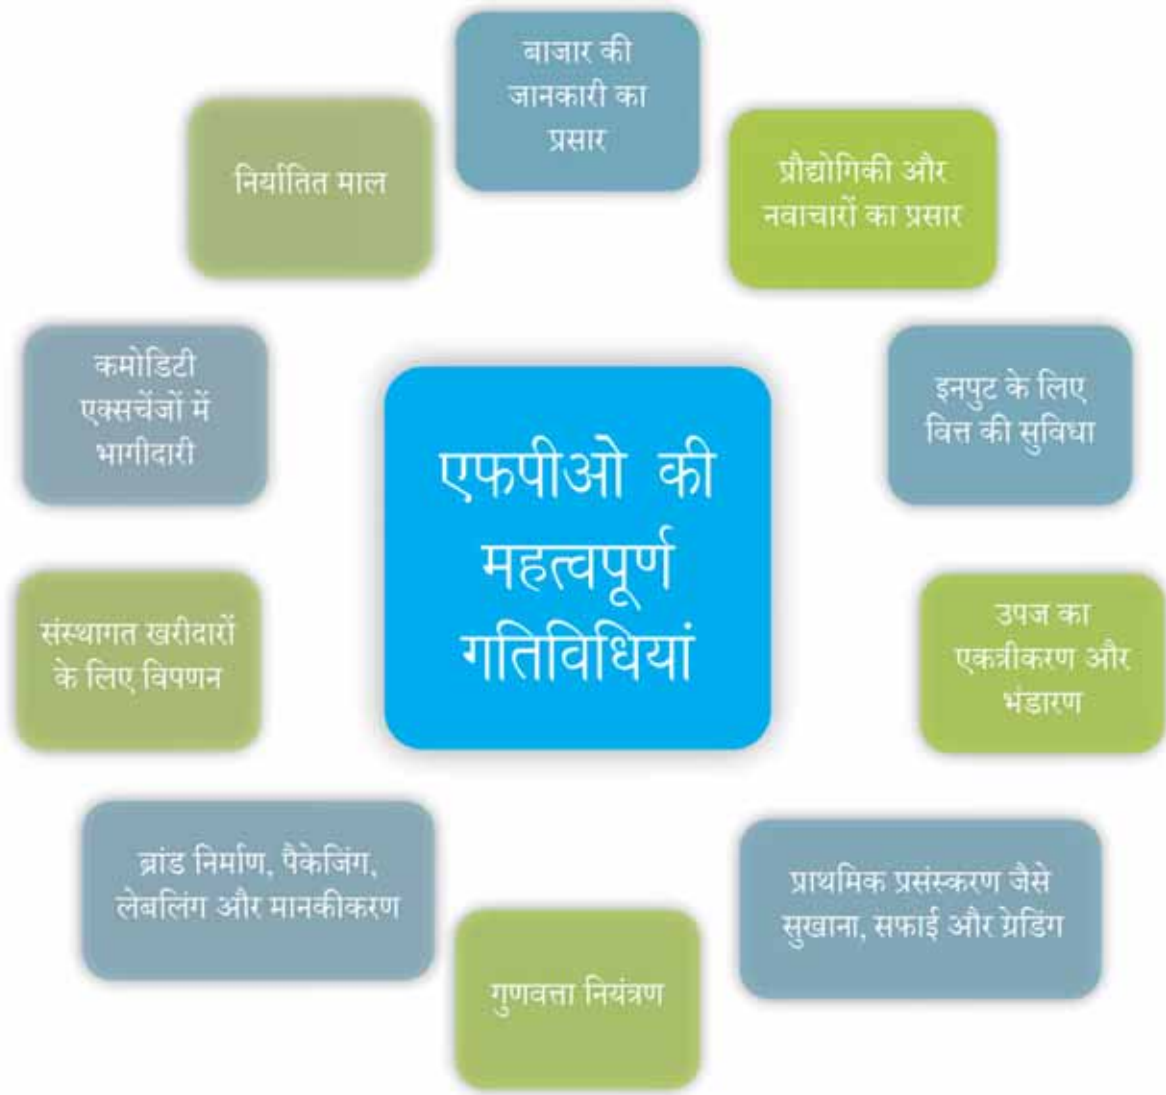 बाजार की
जानकारी का
प्रसार
प्रौद्योगिकी और
नवाचारों का प्रसार
इनपुट के लिए
वित्त की सुविधा
उपज का
एकत्रीकरण और
भंडारण
प्राथमिक प्रसंस्करण जैसे
सुखाना, सफाई और ग्रेडिंग
गुणवत्ता नियंत्रण
ब्रांड निर्माण, पैकेजिंग,
लेबलिंग और मानकीकरण
संस्थागत खरीदारों
के लिए विपणन
कमोडिटी
एक्सचेंजों में
भागीदारी
निर्यातित माल
एफपीओ की
महत्वपूर्ण
गतिविधियां